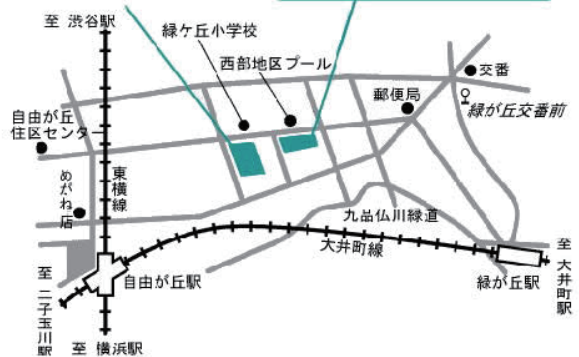 至 渋谷駅
緑ケ丘小学校
西部地区プール
交番
郵便局
緑が丘交番前
自由が丘
住区センター
東横線
めがね店
九品仏川緑道
大井町線
自由が丘駅
緑が丘駅
至 大井町駅
至 二子玉川駅
至 横浜駅